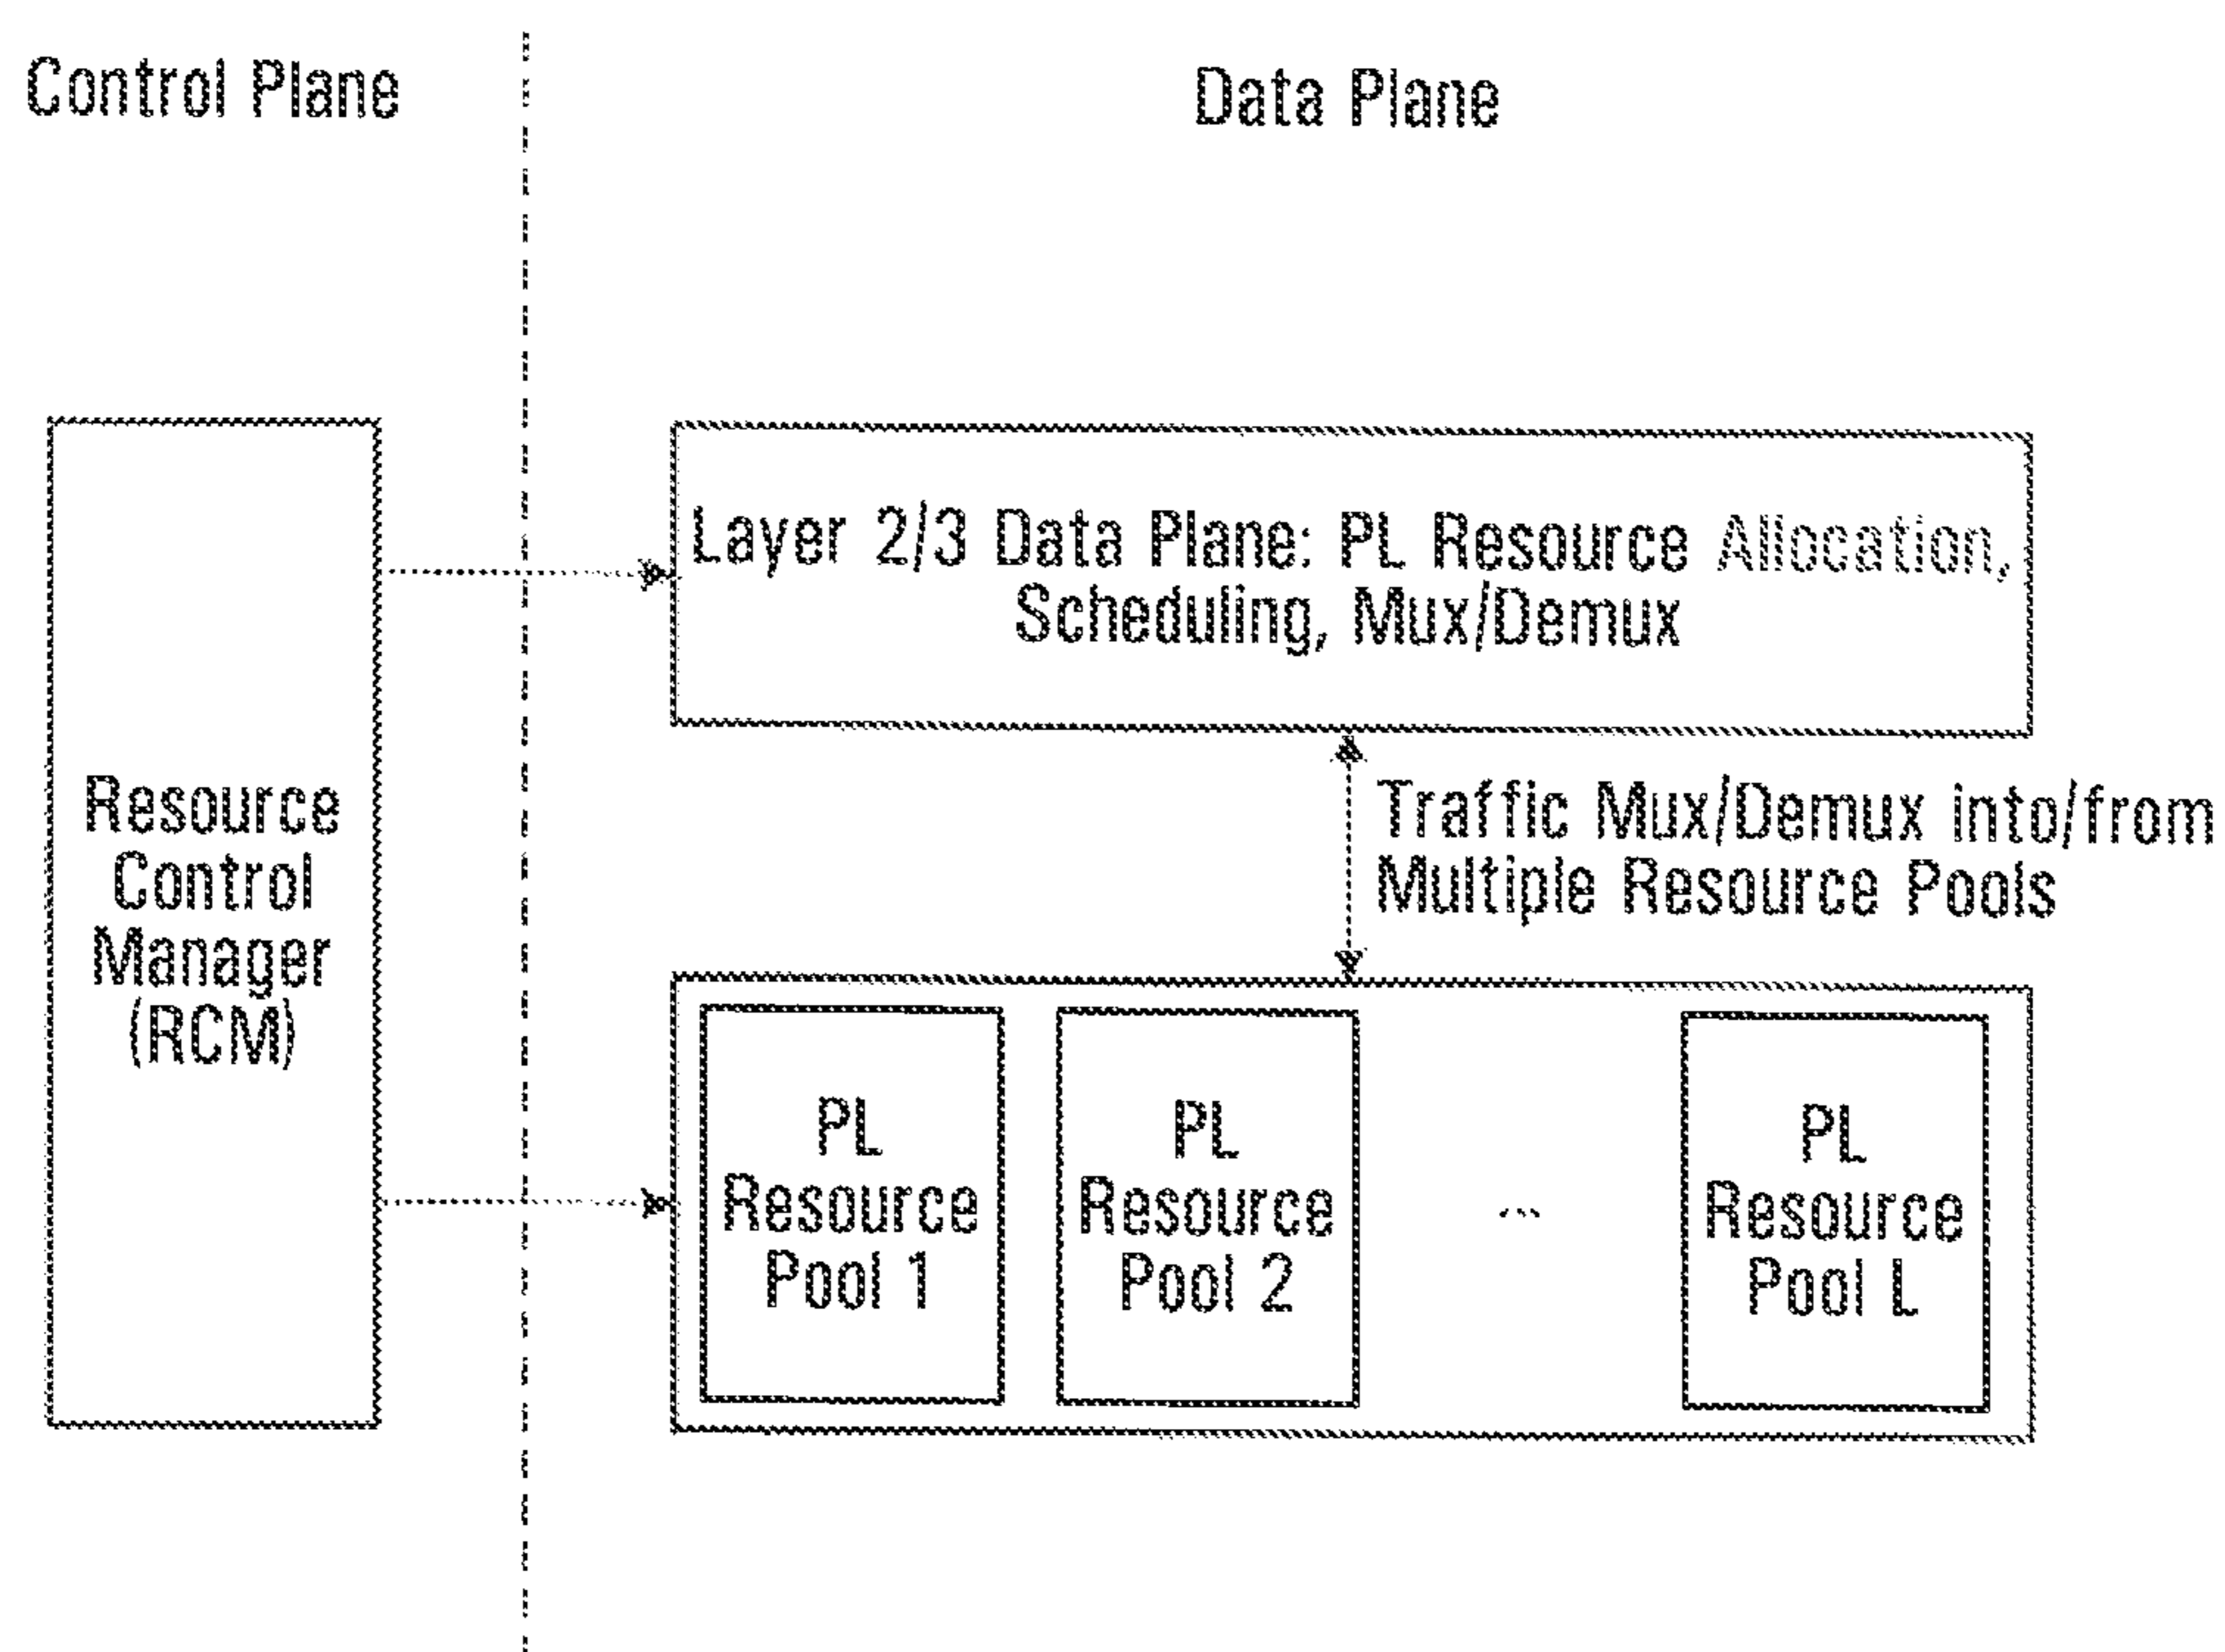 Control Plane
Data Plane
Resource
Control
Manager
(RCM)
Layer 2/3 Data Plane: PL Resource Allocation,
Scheduling, Mux/Demux
Traffic Mux/Demux into/from
Multiple Resource Pools
PL
Resource
Pool 1
PL
Resource
Pool 2
...
PL
Resource
Pool L